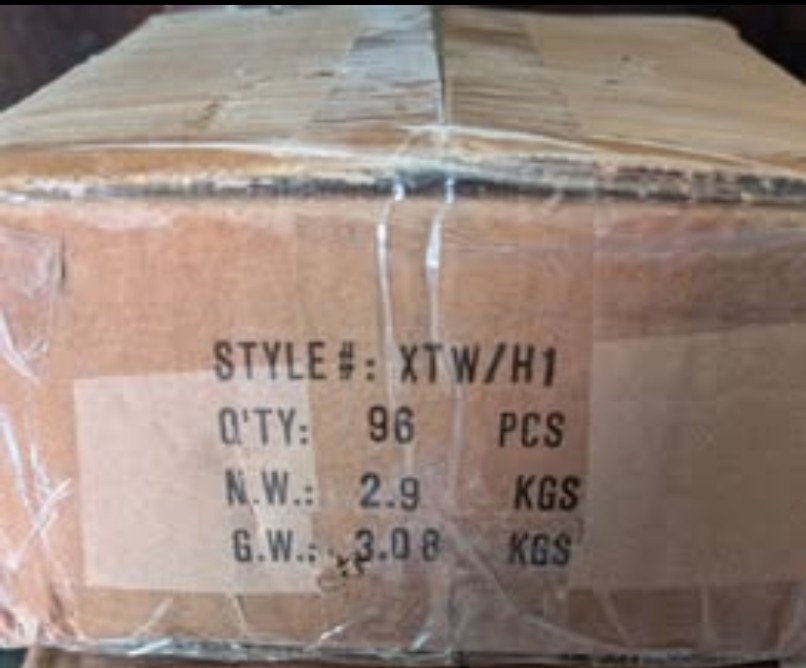 STYLE#: XTW/H1
Q'TY: 96 PCS
N.W.: 2.9 KGS
G.W.: 3.08 KGS